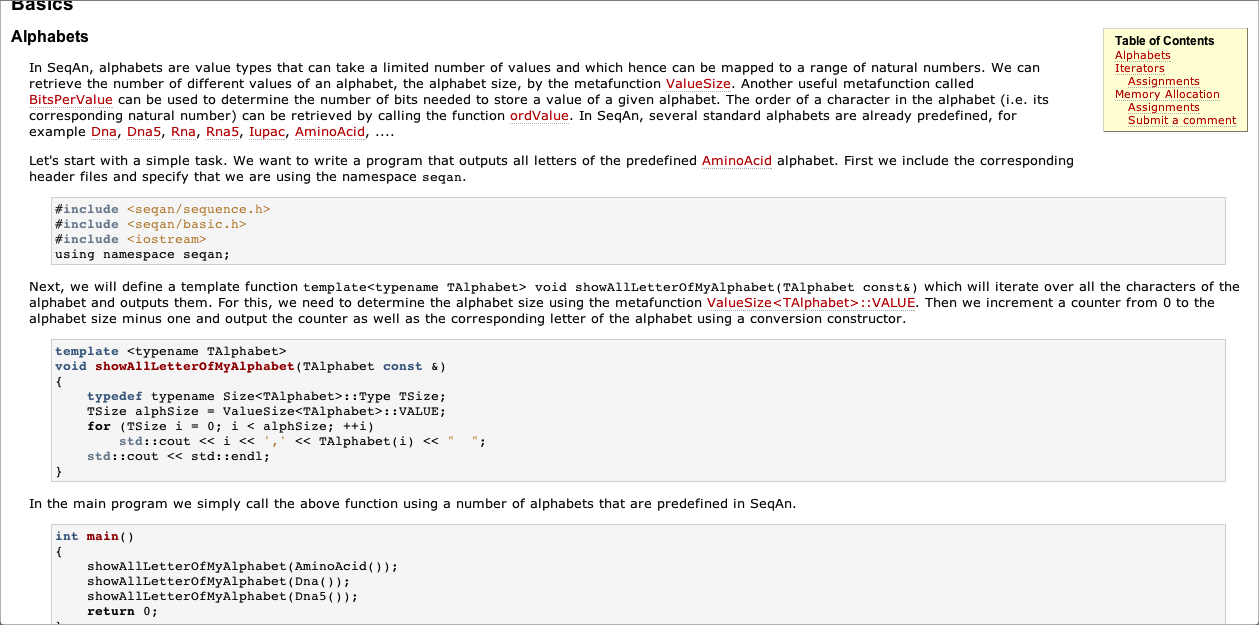 Basics
Alphabets
Table of Contents
Alphabets
Iterators
Assignments
Memory Allocation
Assignments
Submit a comment
In SeqAn, alphabets are value types that can take a limited number of values and which hence can be mapped to a range of natural numbers. We can
retrieve the number of different values of an alphabet, the alphabet size, by the metafunction ValueSize. Another useful metafunction called
BitsPerValue can be used to determine the number of bits needed to store a value of a given alphabet. The order of a character in the alphabet (i.e. its
corresponding natural number) can be retrieved by calling the function ordValue. In SeqAn, several standard alphabets are already predefined, for
example Dna, Dna5, Rna, Rna5, Iupac, AminoAcid, ....
Let's start with a simple task. We want to write a program that outputs all letters of the predefined AminoAcid alphabet. First we include the corresponding
header files and specify that we are using the namespace seqan.
#include <seqan/sequence.h>
#include <seqan/basic.h>
#include <iostream>
using namespace seqan;
Next, we will define a template function template<typename TAlphabet> void showAllLetterOfMyAlphabet(TAlphabet const&) which will iterate over all the characters of the
alphabet and outputs them. For this, we need to determine the alphabet size using the metafunction ValueSize<TAlphabet>::VALUE. Then we increment a counter from 0 to the
alphabet size minus one and output the counter as well as the corresponding letter of the alphabet using a conversion constructor.
template <typename TAlphabet>
void showAllLetterOfMyAlphabet(TAlphabet const &)
{
    typedef typename Size<TAlphabet>::Type TSize;
    TSize alphSize = ValueSize<TAlphabet>::VALUE;
    for (TSize i = 0; i < alphSize; ++i)
        std::cout << i << ',' << TAlphabet(i) << "  ";
    std::cout << std::endl;
}
In the main program we simply call the above function using a number of alphabets that are predefined in SeqAn.
int main()
{
    showAllLetterOfMyAlphabet(AminoAcid());
    showAllLetterOfMyAlphabet(Dna());
    showAllLetterOfMyAlphabet(Dna5());
    return 0;